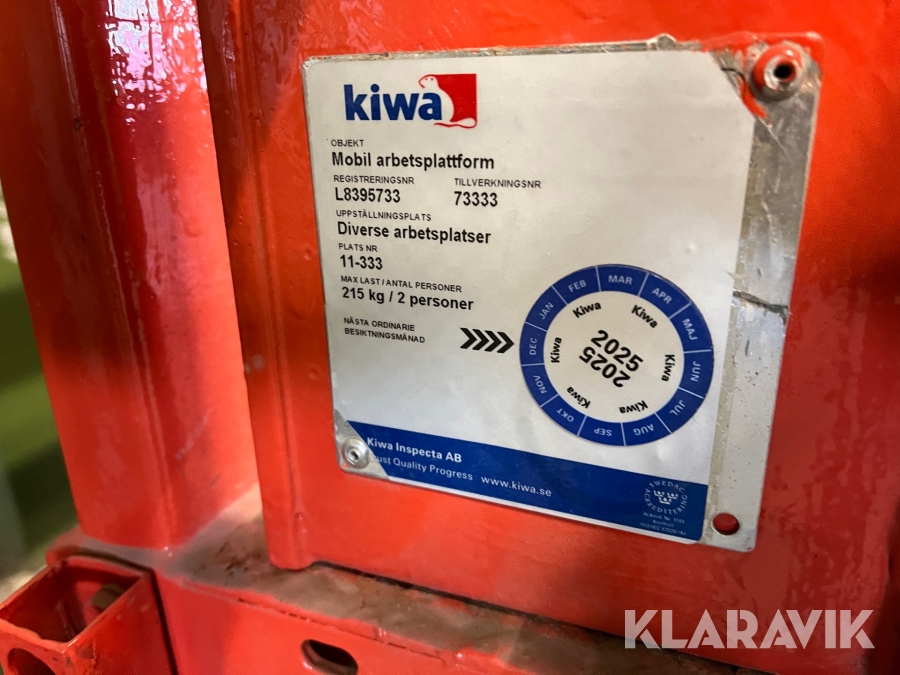 kiwa
OBJEKT
Mobil arbetsplattform
REGISTRERINGSNR TILLVERKNINGSNR
L8395733 73333
UPPSTÄLLNINGSPLATS
Diverse arbetsplatser
PLATS NR
11-333
MAX LAST / ANTAL PERSONER
215 kg / 2 personer
NÄSTA ORDINARIE
BESIKTNINGSMÅNAD
JAN FEB MAR APR MAJ JUN JUL AUG SEP OKT NOV DEC
Kiwa Kiwa Kiwa Kiwa Kiwa Kiwa
2025
2025
Kiwa Inspecta AB
Quality Progress www.kiwa.se
SWEDAC
ACKREDITERING
KLARAVIK